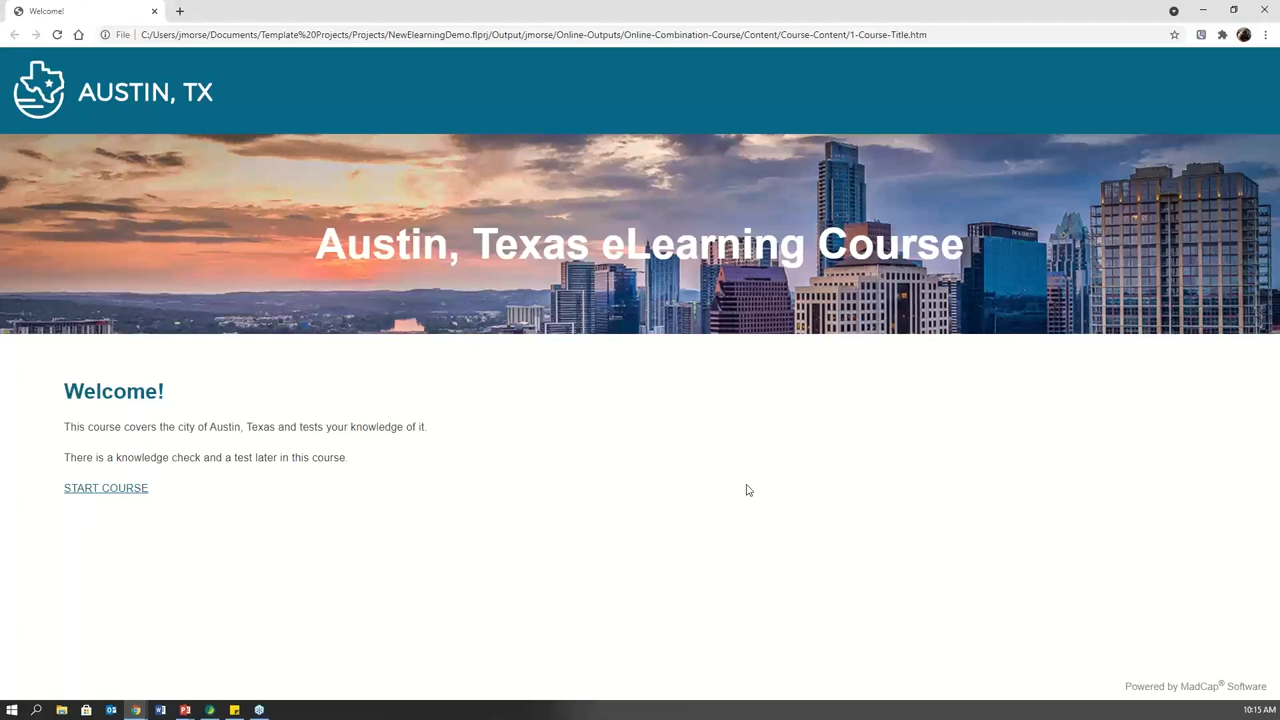 Welcome!
File
C:/Users/jmorse/Documents/Template%20Projects/Projects/NewElearningDemo.flprj/Output/jmorse/Online-Outputs/Online-Combination-Course/Content/Course-Content/1-Course-Title.htm
AUSTIN, TX
Austin, Texas eLearning Course
Welcome!
This course covers the city of Austin, Texas and tests your knowledge of it.
There is a knowledge check and a test later in this course.
START COURSE
Powered by MadCap® Software
10:15 AM